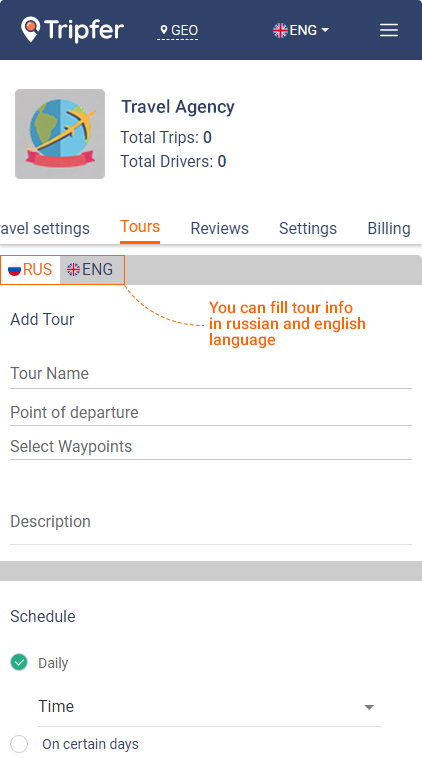 Tripfer
GEO
ENG
Travel Agency
Total Trips: 0
Total Drivers: 0
ravel settings Tours Reviews Settings Billing
RUS ENG
You can fill tour info
in russian and english
language
Add Tour
Tour Name
Point of departure
Select Waypoints
Description
Schedule
Daily
Time
On certain days